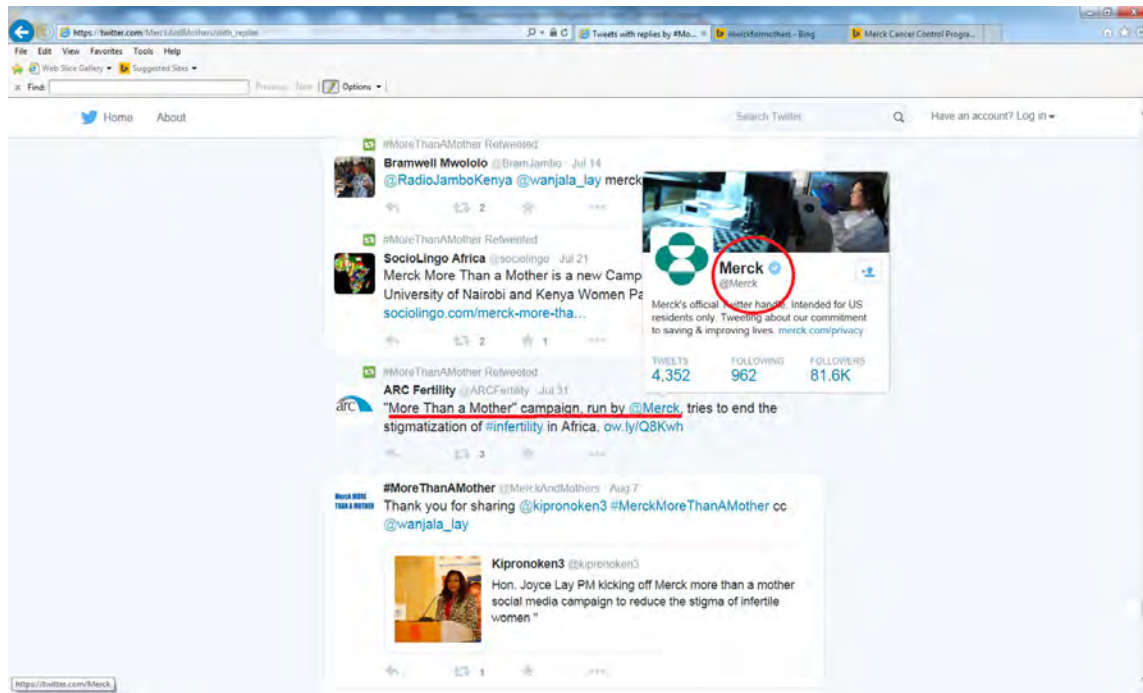 https://twitter.com/MerckAndMothers/with_replies
Tweets with replies by #Mo...
merckformothers - Bing
Merck Cancer Control Progra...
File Edit View Favorites Tools Help
Web Slice Gallery Suggested Sites
x Find: Previous Next Options
Home About Search Twitter Have an account? Log in
#MoreThanAMother Retweeted
Bramwell Mwololo @BramJambo · Jul 14
@RadioJamboKenya @wanjala_lay merck
2
#MoreThanAMother Retweeted
SocioLingo Africa @sociolingo · Jul 21
Merck More Than a Mother is a new Camp
University of Nairobi and Kenya Women Pa
sociolingo.com/merck-more-tha…
2 1
Merck
@Merck
Merck's official Twitter handle. Intended for US
residents only. Tweeting about our commitment
to saving & improving lives. merck.com/privacy
TWEETS FOLLOWING FOLLOWERS
4,352 962 81.6K
#MoreThanAMother Retweeted
ARC Fertility @ARCFertility · Jul 31
arc
"More Than a Mother" campaign, run by @Merck, tries to end the
stigmatization of #infertility in Africa. ow.ly/Q8Kwh
3
#MoreThanAMother @MerckAndMothers · Aug 7
Merck MORE
THAN A MOTHER
Thank you for sharing @kipronoken3 #MerckMoreThanAMother cc
@wanjala_lay
Kipronoken3 @kipronoken3
Hon. Joyce Lay PM kicking off Merck more than a mother
social media campaign to reduce the stigma of infertile
women "
1
https://twitter.com/Merck